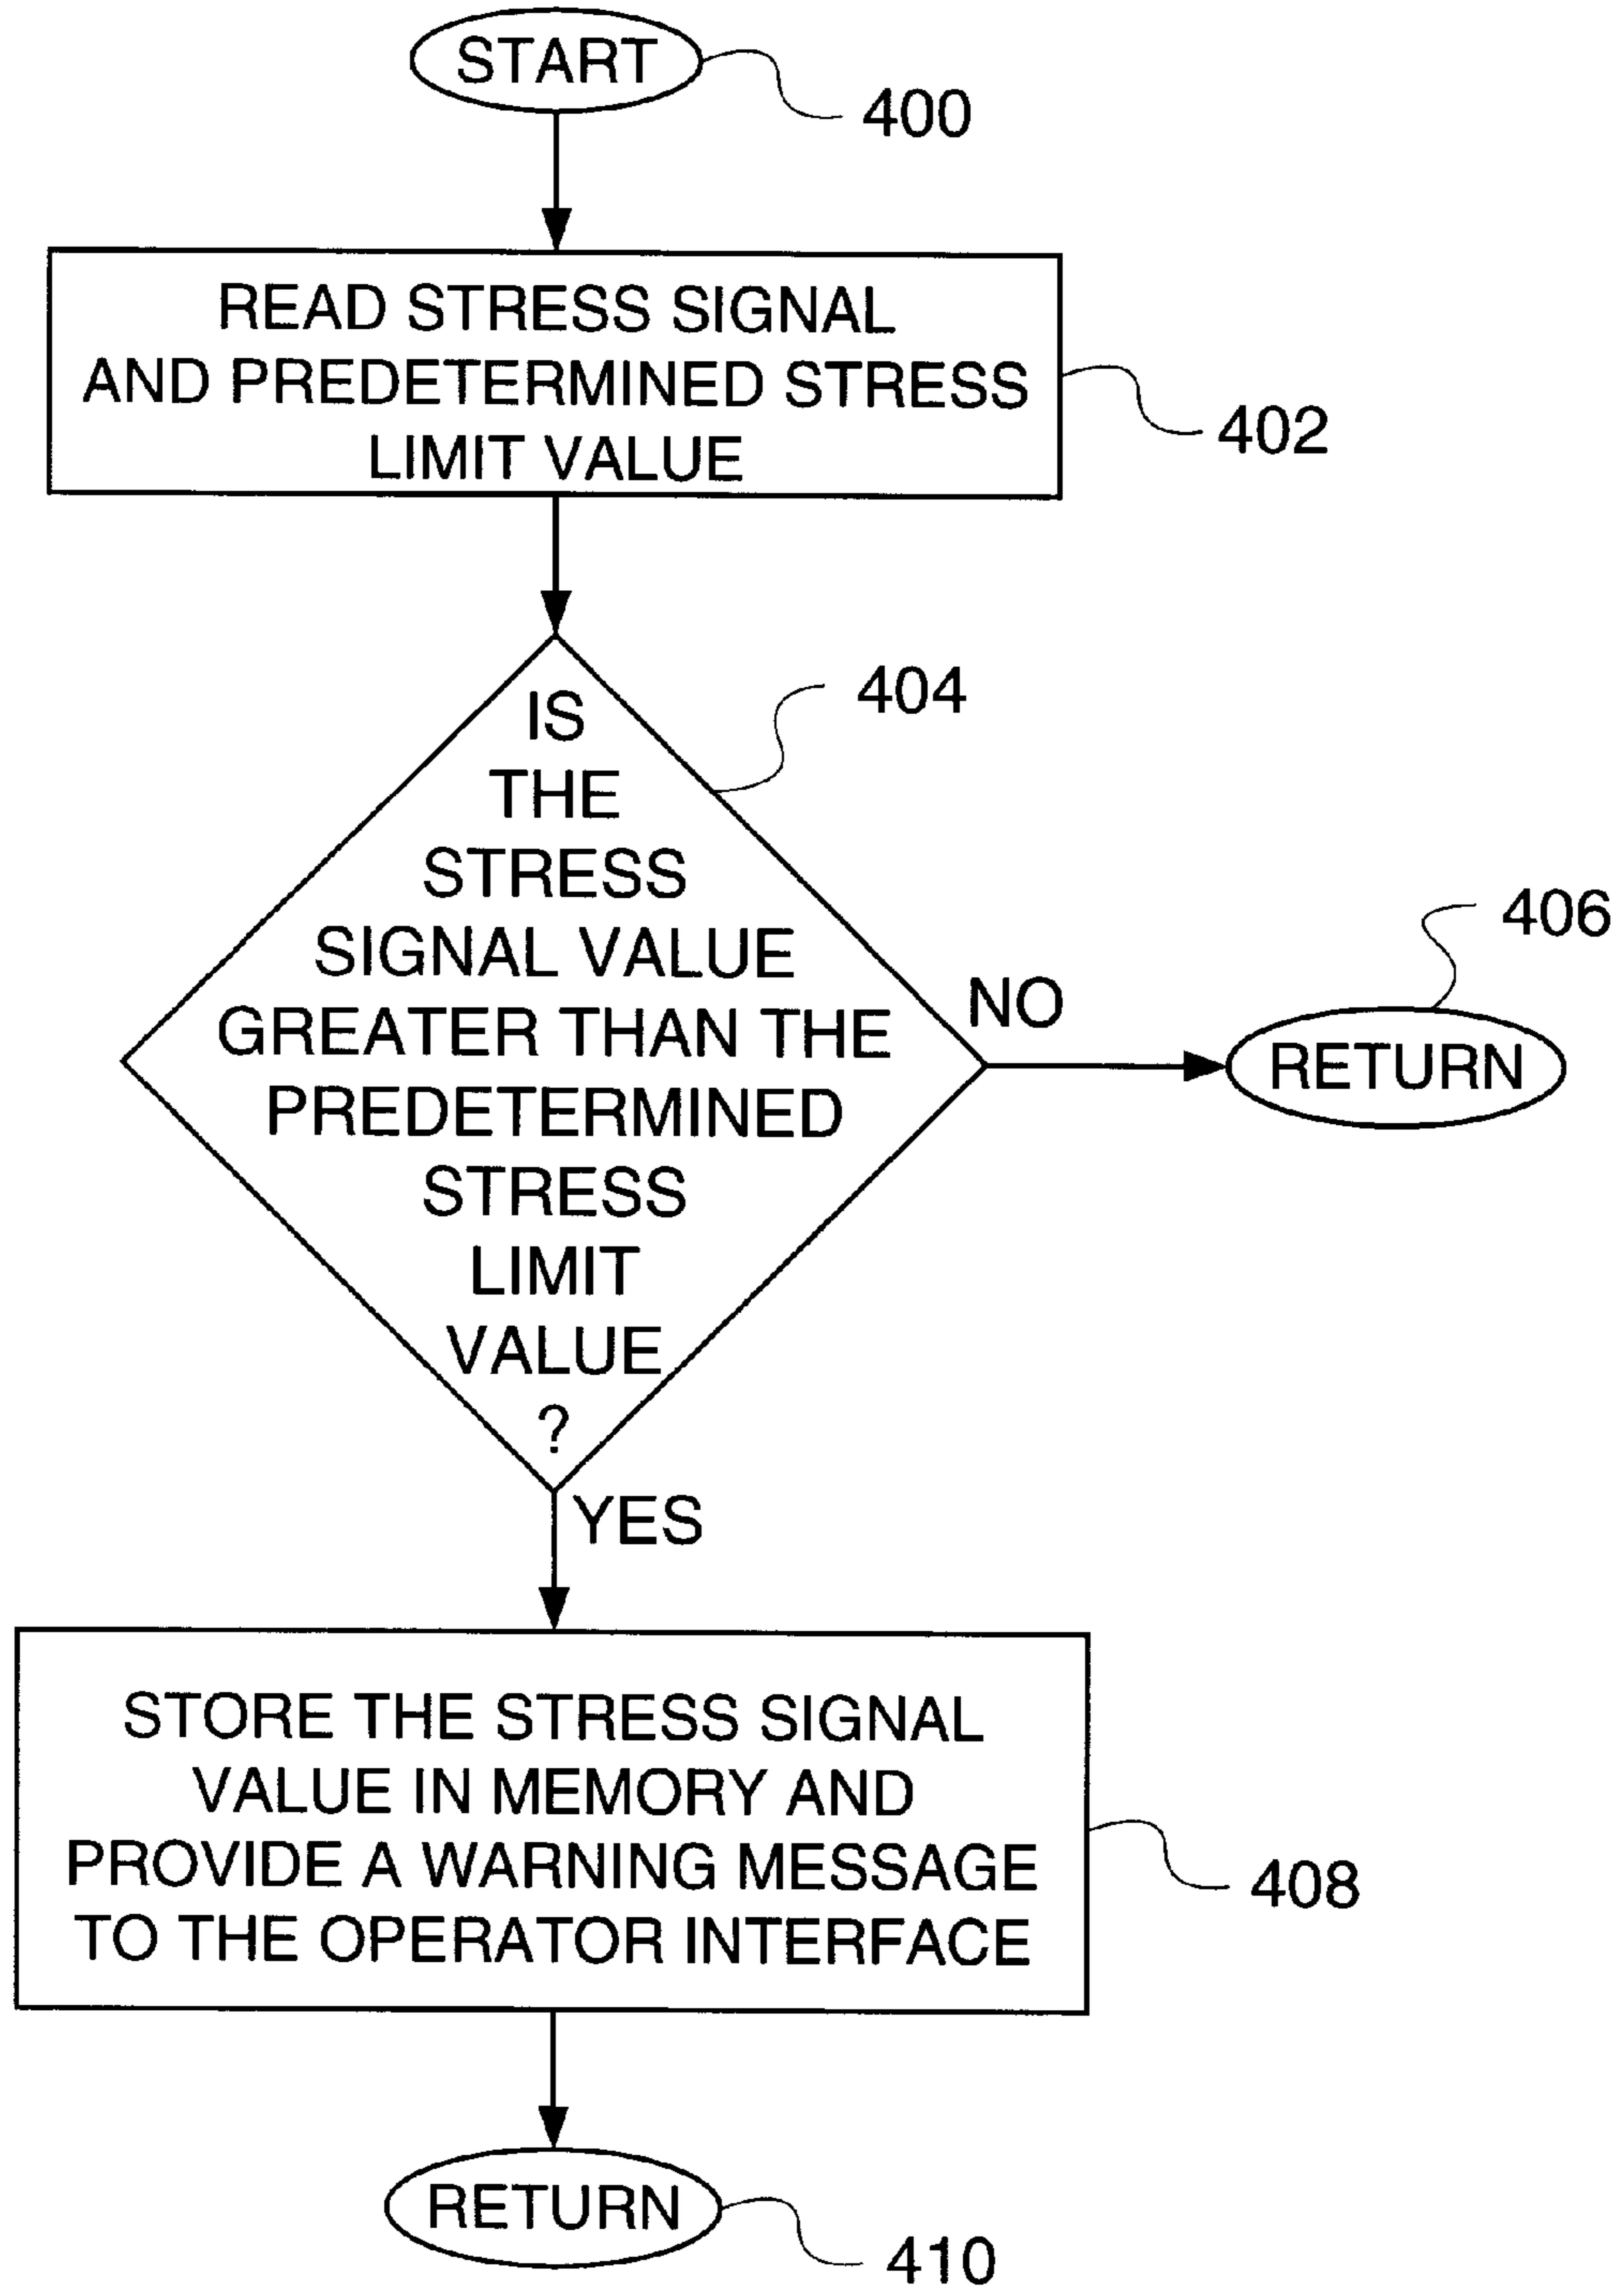 START
400
READ STRESS SIGNAL
AND PREDETERMINED STRESS
LIMIT VALUE
402
404
IS
THE
STRESS
SIGNAL VALUE
GREATER THAN THE
PREDETERMINED
STRESS
LIMIT
VALUE
?
NO
406
RETURN
YES
STORE THE STRESS SIGNAL
VALUE IN MEMORY AND
PROVIDE A WARNING MESSAGE
TO THE OPERATOR INTERFACE
408
RETURN
410